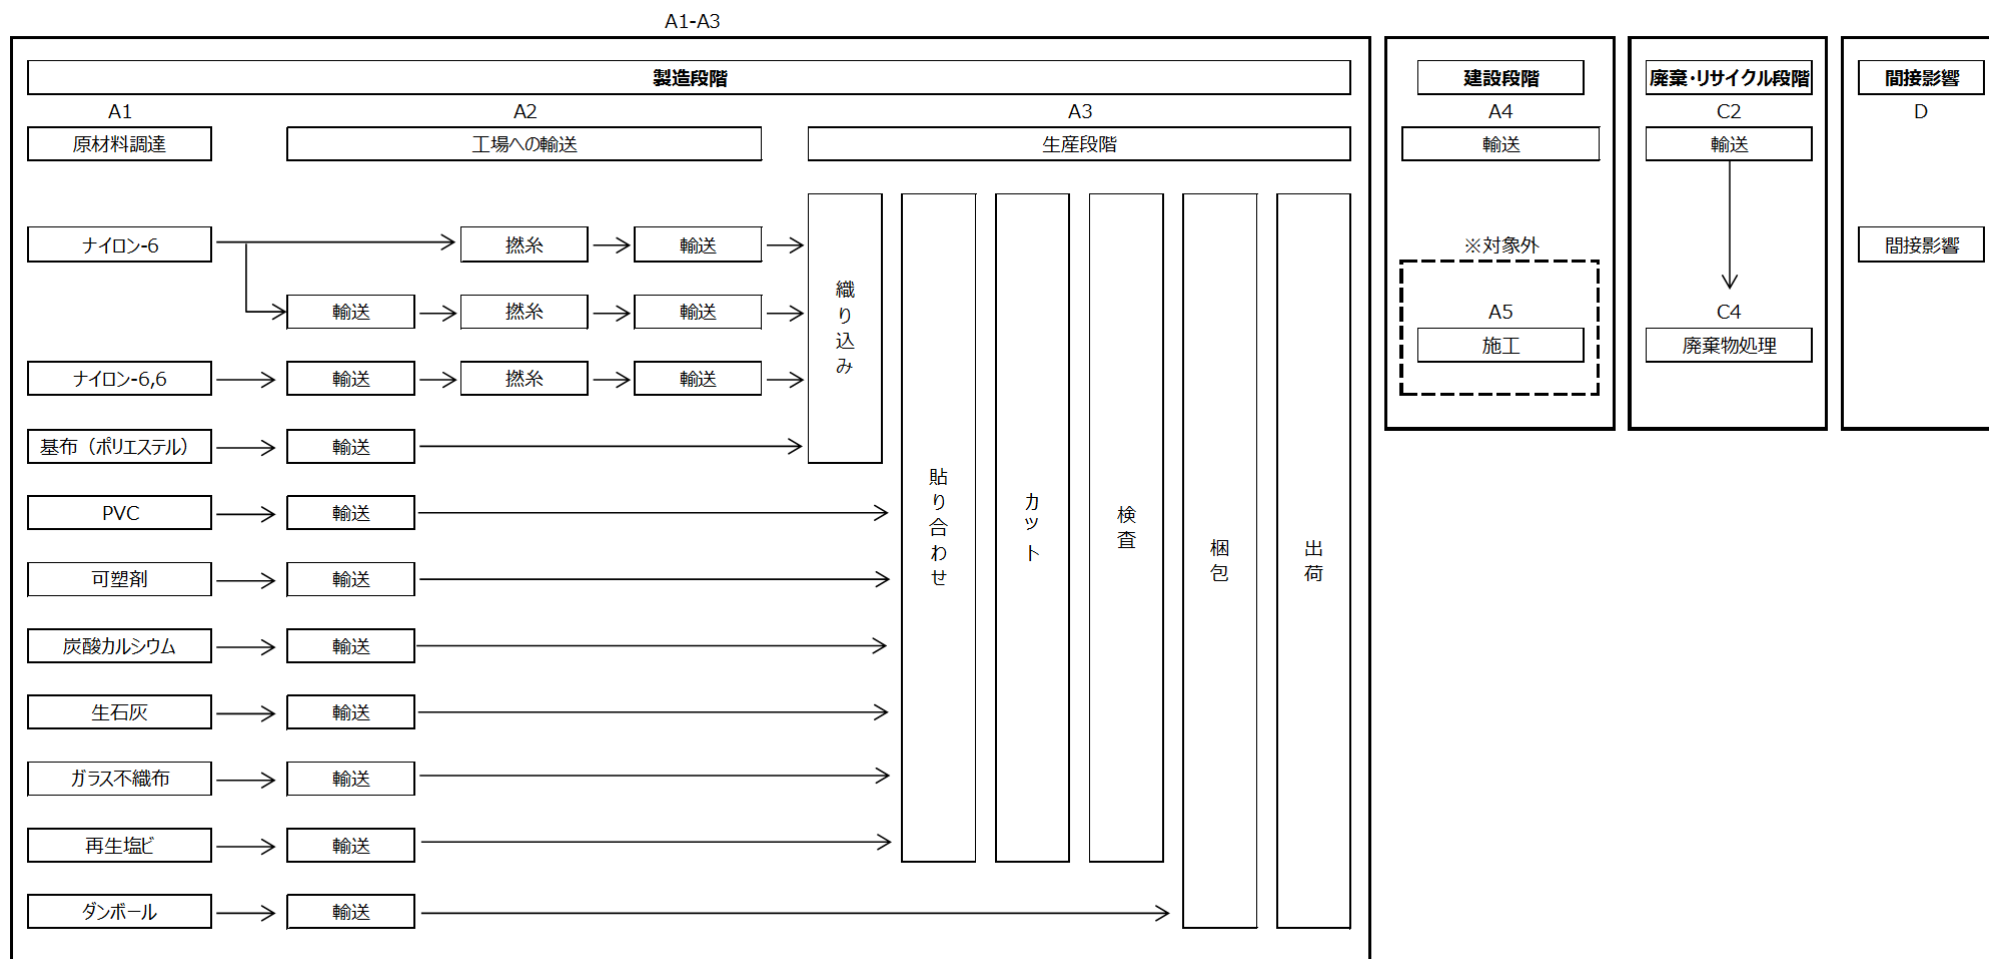 A1-A3
製造段階
A1
A2
A3
原材料調達
工場への輸送
生産段階
ナイロン-6
撚糸
輸送
輸送
撚糸
輸送
ナイロン-6,6
輸送
撚糸
輸送
基布（ポリエステル）
輸送
PVC
輸送
可塑剤
輸送
炭酸カルシウム
輸送
生石灰
輸送
ガラス不織布
輸送
再生塩ビ
輸送
ダンボール
輸送
織り込み
貼り合わせ
カット
検査
梱包
出荷
建設段階
A4
輸送
※対象外
A5
施工
廃棄・リサイクル段階
C2
輸送
C4
廃棄物処理
間接影響
D
間接影響